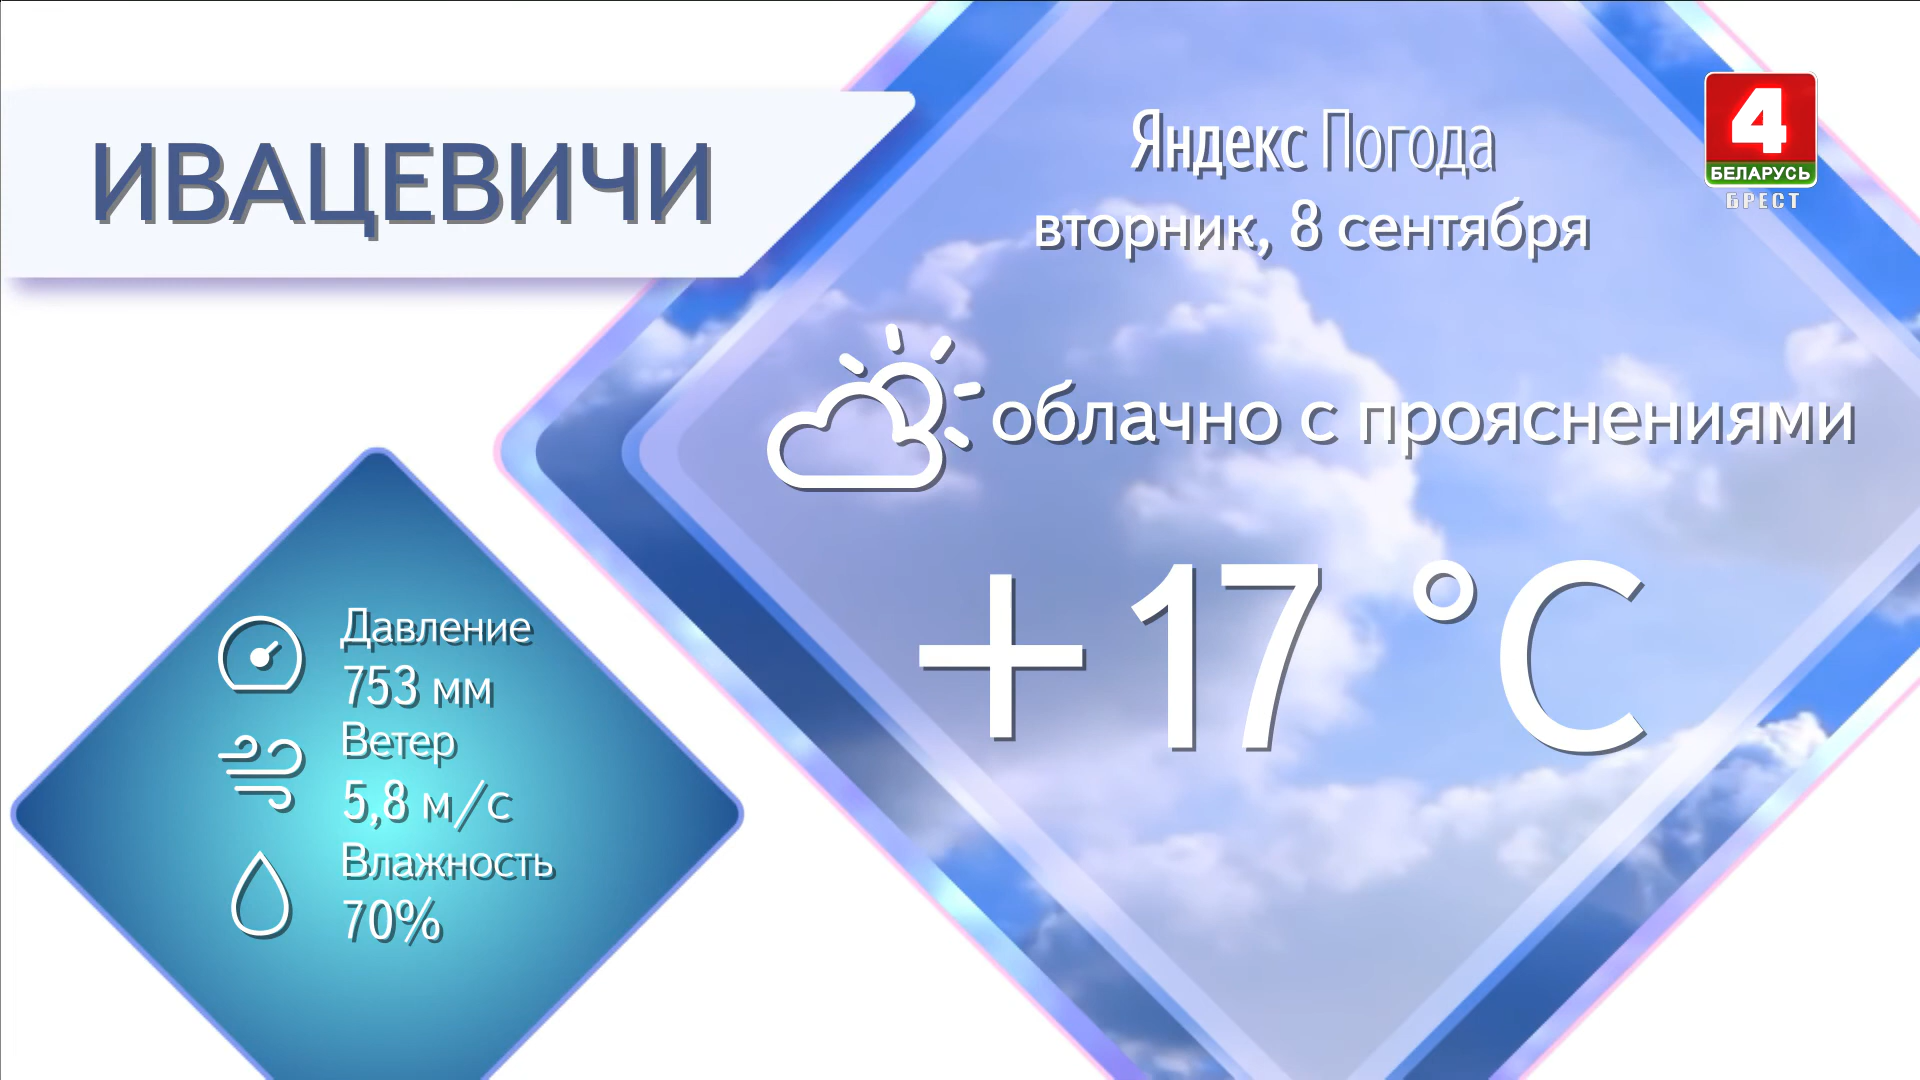 ИВАЦЕВИЧИ
Яндекс Погода
вторник, 8 сентября
4
БЕЛАРУСЬ
БРЕСТ
облачно с прояснениями
+17 °C
Давление
753 мм
Ветер
5,8 м/с
Влажность
70%